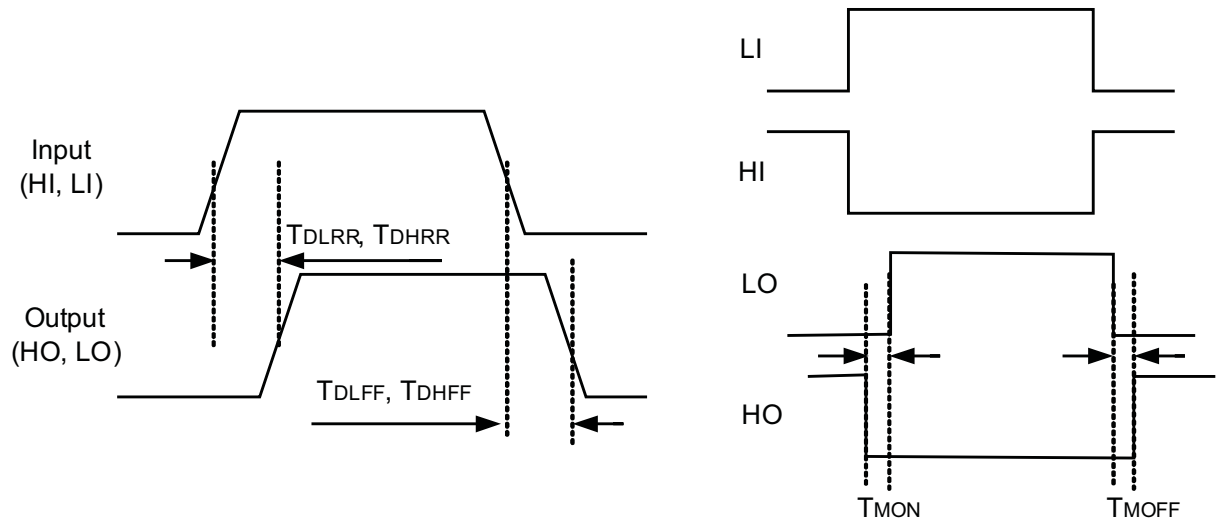 Input
(HI, LI)
TDLRR, TDHRR
Output
(HO, LO)
TDLFF, TDHFF
LI
HI
LO
HO
TMON
TMOFF